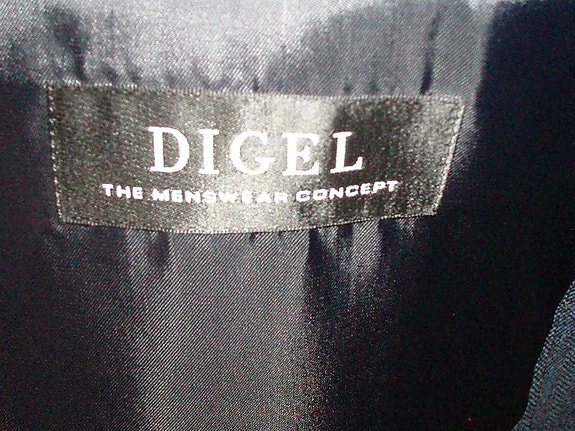 DIGEL
THE MENSWEAR CONCEPT